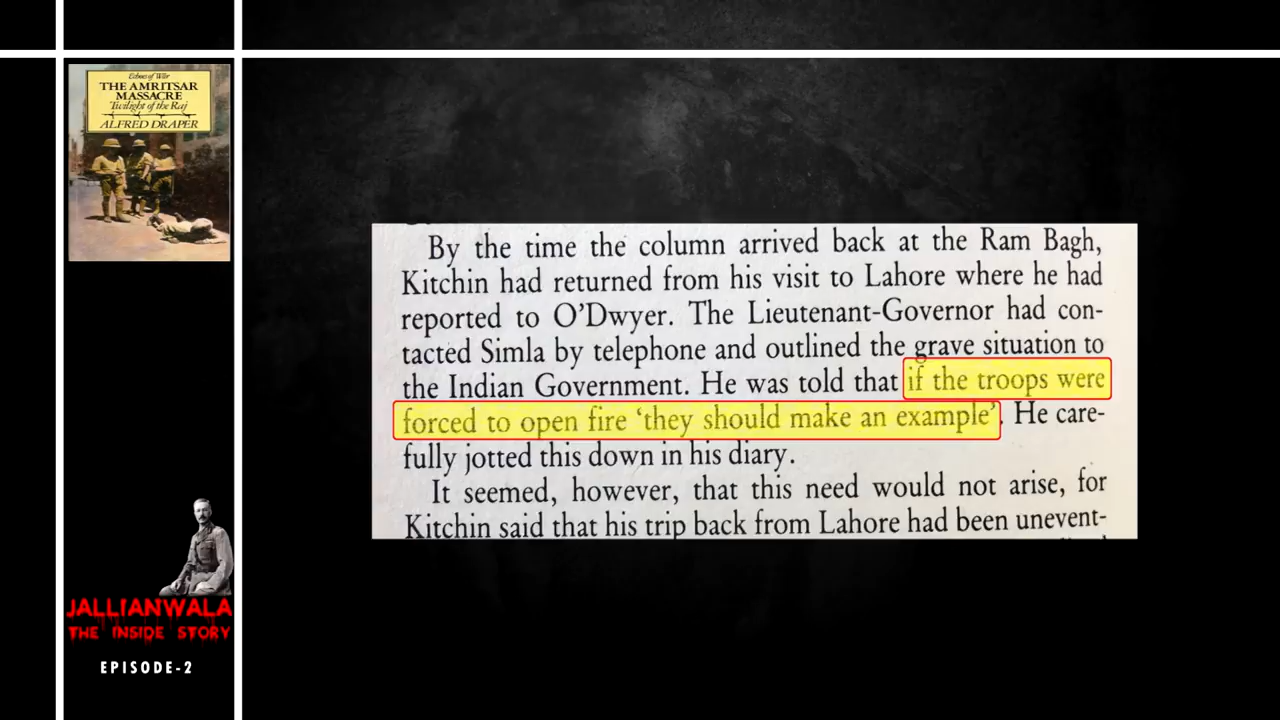 Echoes of War
THE AMRITSAR
MASSACRE
Twilight of the Raj
ALFRED DRAPER
By the time the column arrived back at the Ram Bagh,
Kitchin had returned from his visit to Lahore where he had
reported to O'Dwyer. The Lieutenant-Governor had con-
tacted Simla by telephone and outlined the grave situation to
the Indian Government. He was told that if the troops were
forced to open fire 'they should make an example'. He care-
fully jotted this down in his diary.
It seemed, however, that this need would not arise, for
Kitchin said that his trip back from Lahore had been unevent-
JALLIANWALA
THE INSIDE STORY
EPISODE-2